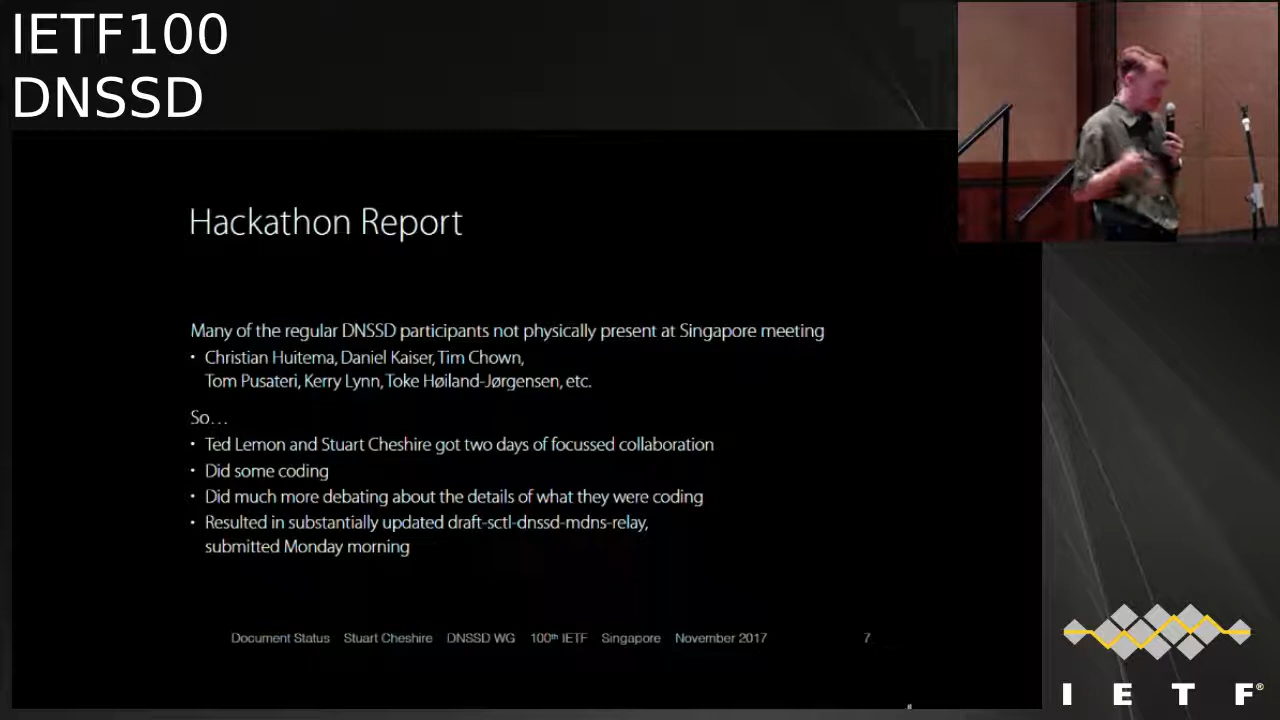 IETF100
DNSSD
Hackathon Report
Many of the regular DNSSD participants not physically present at Singapore meeting
• Christian Huitema, Daniel Kaiser, Tim Chown,
Tom Pusateri, Kerry Lynn, Toke Høiland-Jørgensen, etc.
So…
• Ted Lemon and Stuart Cheshire got two days of focussed collaboration
• Did some coding
• Did much more debating about the details of what they were coding
• Resulted in substantially updated draft-sctl-dnssd-mdns-relay,
submitted Monday morning
Document Status Stuart Cheshire DNSSD WG 100th IETF Singapore November 2017 7
I E T F®